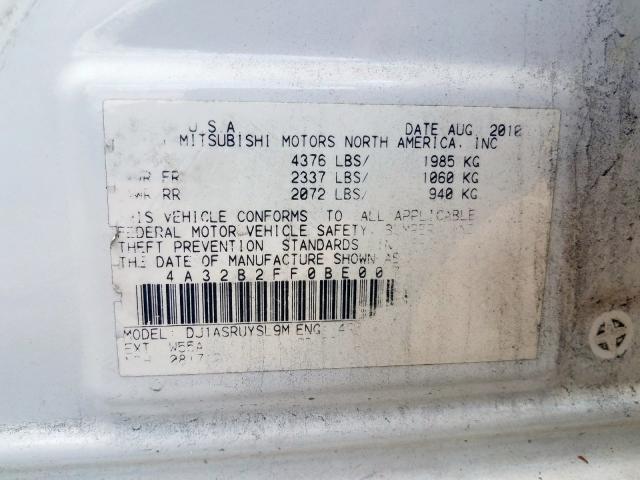 U S A DATE AUG, 2010
MITSUBISHI MOTORS NORTH AMERICA, INC
4376 LBS/ 1985 KG
FR 2337 LBS/ 1060 KG
RR 2072 LBS/ 940 KG
VEHICLE CONFORMS TO ALL APPLICABLE
FEDERAL MOTOR VEHICLE SAFETY,
THEFT PREVENTION STANDARDS
THE DATE OF MANUFACTURE SHOWN
4A32B2FF0BE00
MODEL: DJ1ASRUYSL9M ENG
EXT W55A